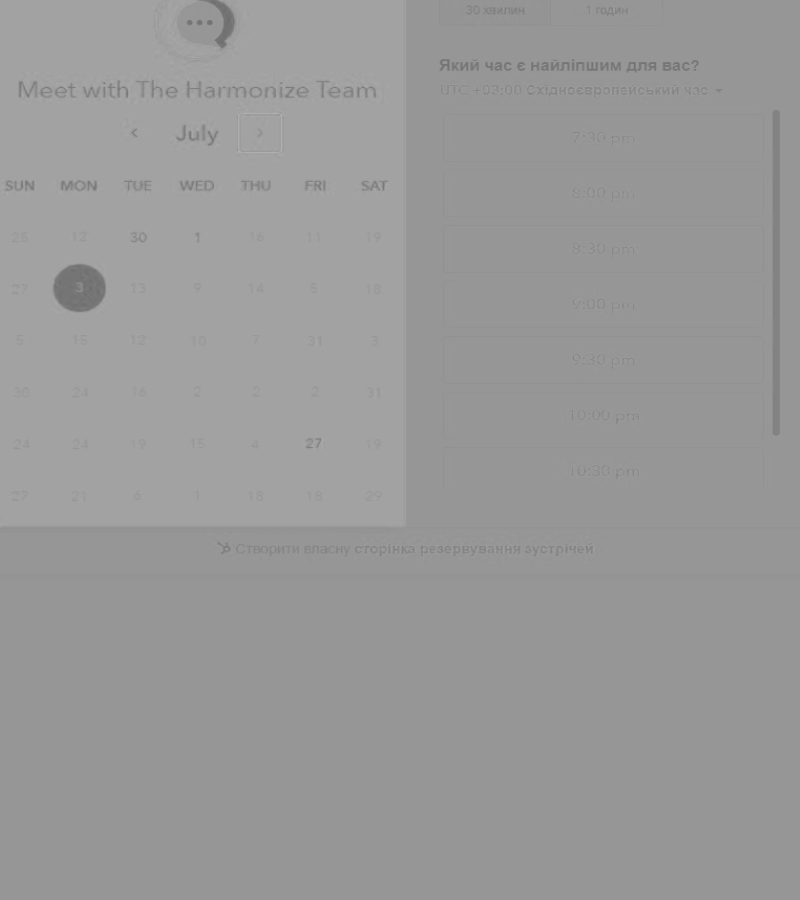 Meet with The Harmonize Team
July
SUN MON TUE WED THU FRI SAT
25 12 30 1 16 11 19
27 3 13 9 14 5 18
5 15 12 10 7 31 3
30 24 16 2 2 2 31
24 24 19 15 4 27 19
27 21 6 1 18 18 29
30 хвилин 1 годин
Який час є найліпшим для вас?
UTC +03:00 Східноєвропейський час
7:30 pm
8:00 pm
8:30 pm
9:00 pm
9:30 pm
10:00 pm
10:30 pm
Створити власну сторінка резервування зустрічей